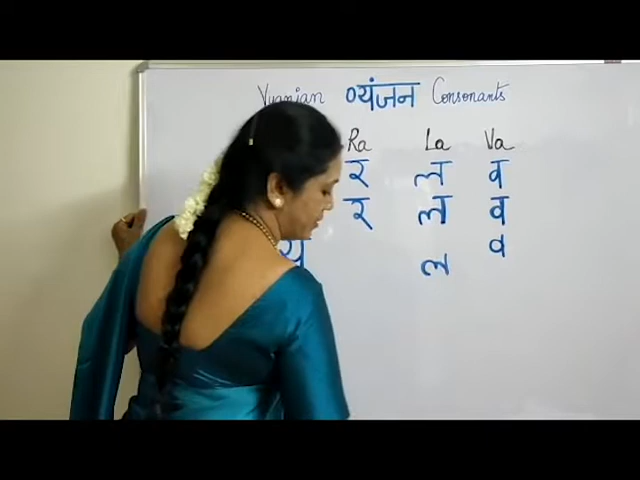 Vyanjan व्यंजन Consonants
Ra La Va
र ल व
र ल व
य ल व